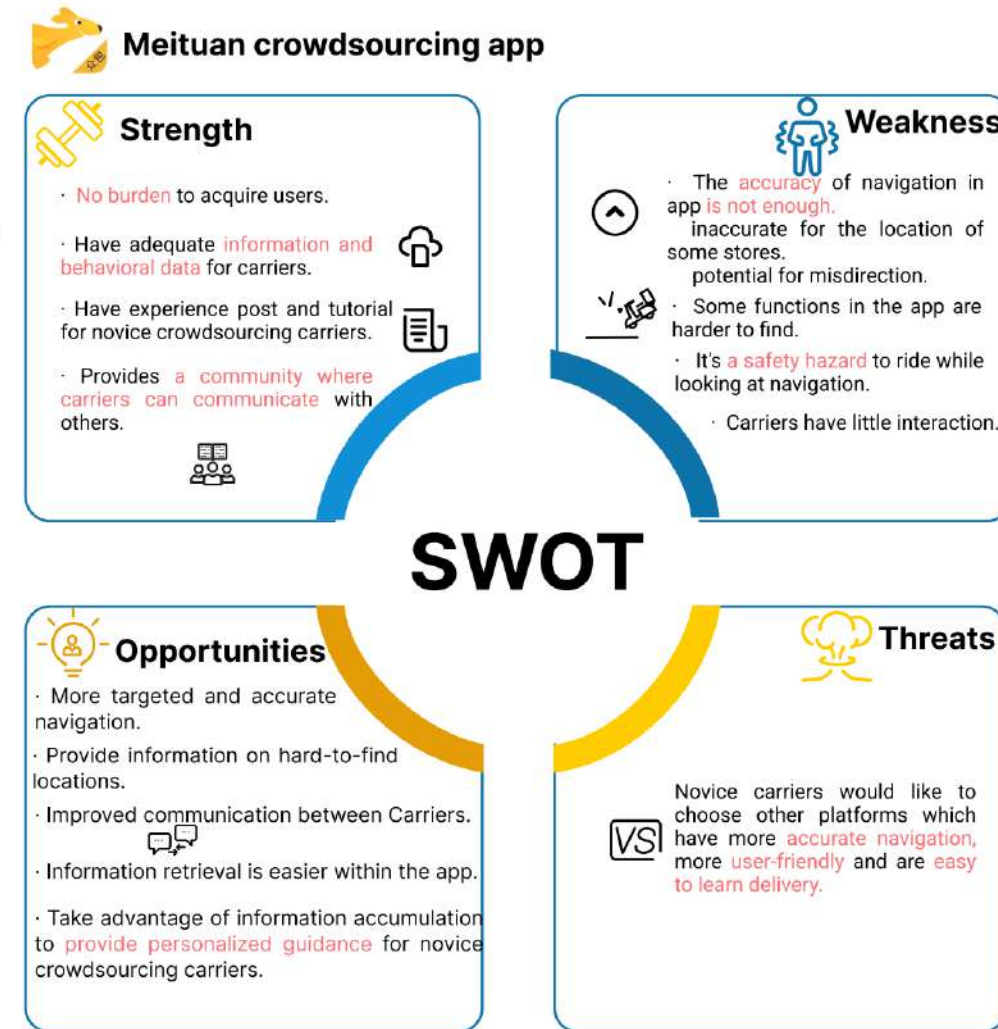 众包
Meituan crowdsourcing app
Strength
· No burden to acquire users.
· Have adequate information and
behavioral data for carriers.
· Have experience post and tutorial
for novice crowdsourcing carriers.
· Provides a community where
carriers can communicate with
others.
Weakness
· The accuracy of navigation in
app is not enough.
inaccurate for the location of
some stores.
potential for misdirection.
· Some functions in the app are
harder to find.
· It's a safety hazard to ride while
looking at navigation.
· Carriers have little interaction.
SWOT
Opportunities
· More targeted and accurate
navigation.
· Provide information on hard-to-find
locations.
· Improved communication between Carriers.
· Information retrieval is easier within the app.
· Take advantage of information accumulation
to provide personalized guidance for novice
crowdsourcing carriers.
Threats
VS
Novice carriers would like to
choose other platforms which
have more accurate navigation,
more user-friendly and are easy
to learn delivery.